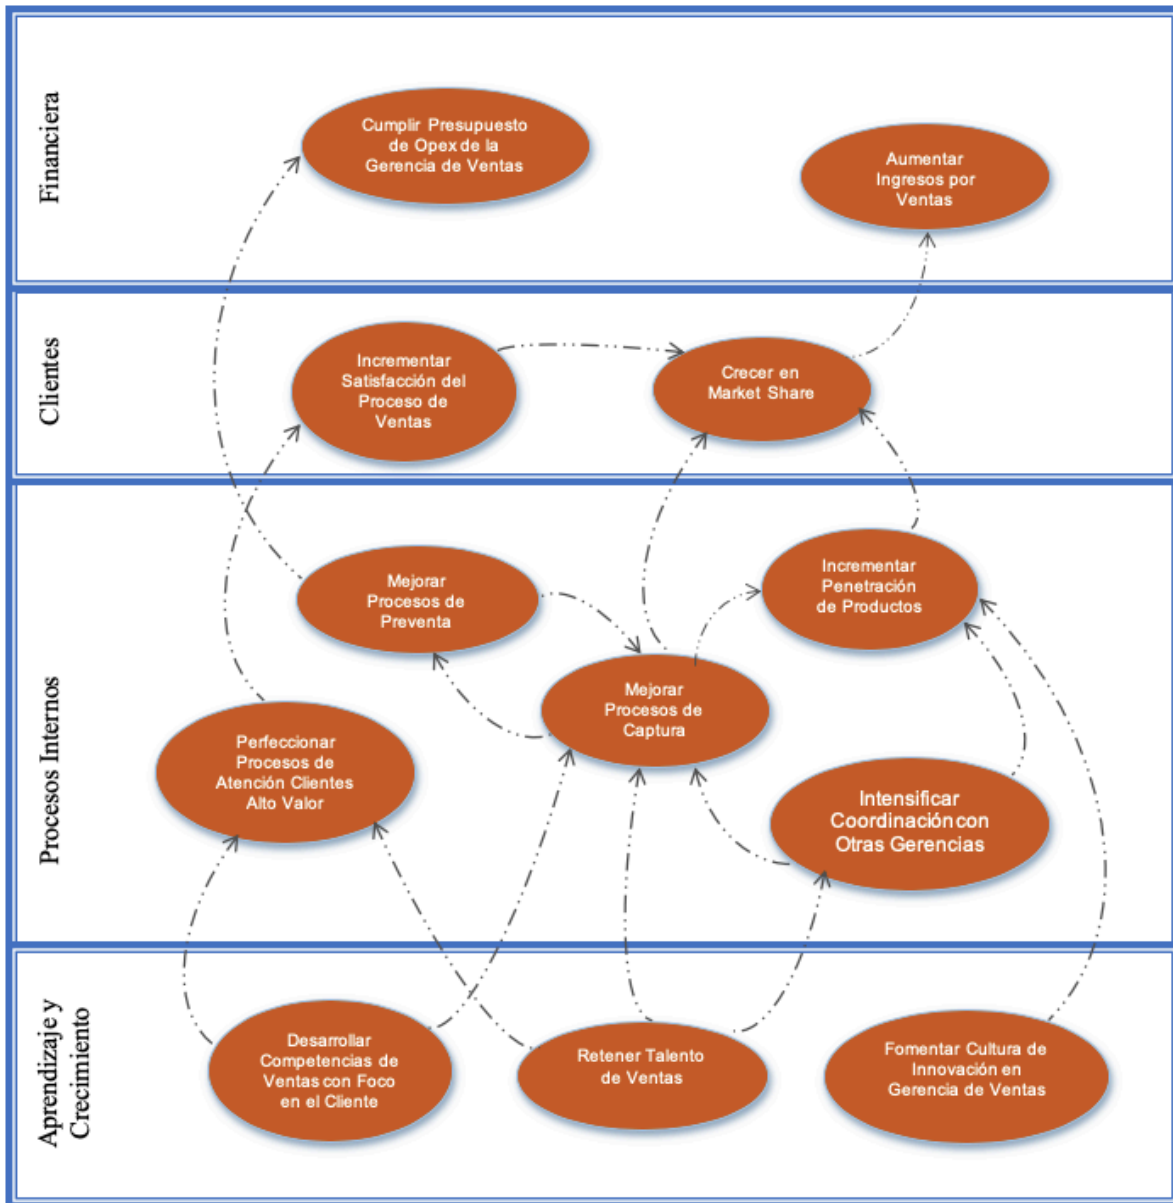 Financiera
Cumplir Presupuesto
de Opex de la
Gerencia de Ventas
Aumentar
Ingresos por
Ventas
Clientes
Incrementar
Satisfacción del
Proceso de
Ventas
Crecer en
Market Share
Procesos Internos
Mejorar
Procesos de
Preventa
Incrementar
Penetración
de Productos
Mejorar
Procesos de
Captura
Perfeccionar
Procesos de
Atención Clientes
Alto Valor
Intensificar
Coordinación con
Otras Gerencias
Aprendizaje y
Crecimiento
Desarrollar
Competencias de
Ventas con Foco
en el Cliente
Retener Talento
de Ventas
Fomentar Cultura de
Innovación en
Gerencia de Ventas